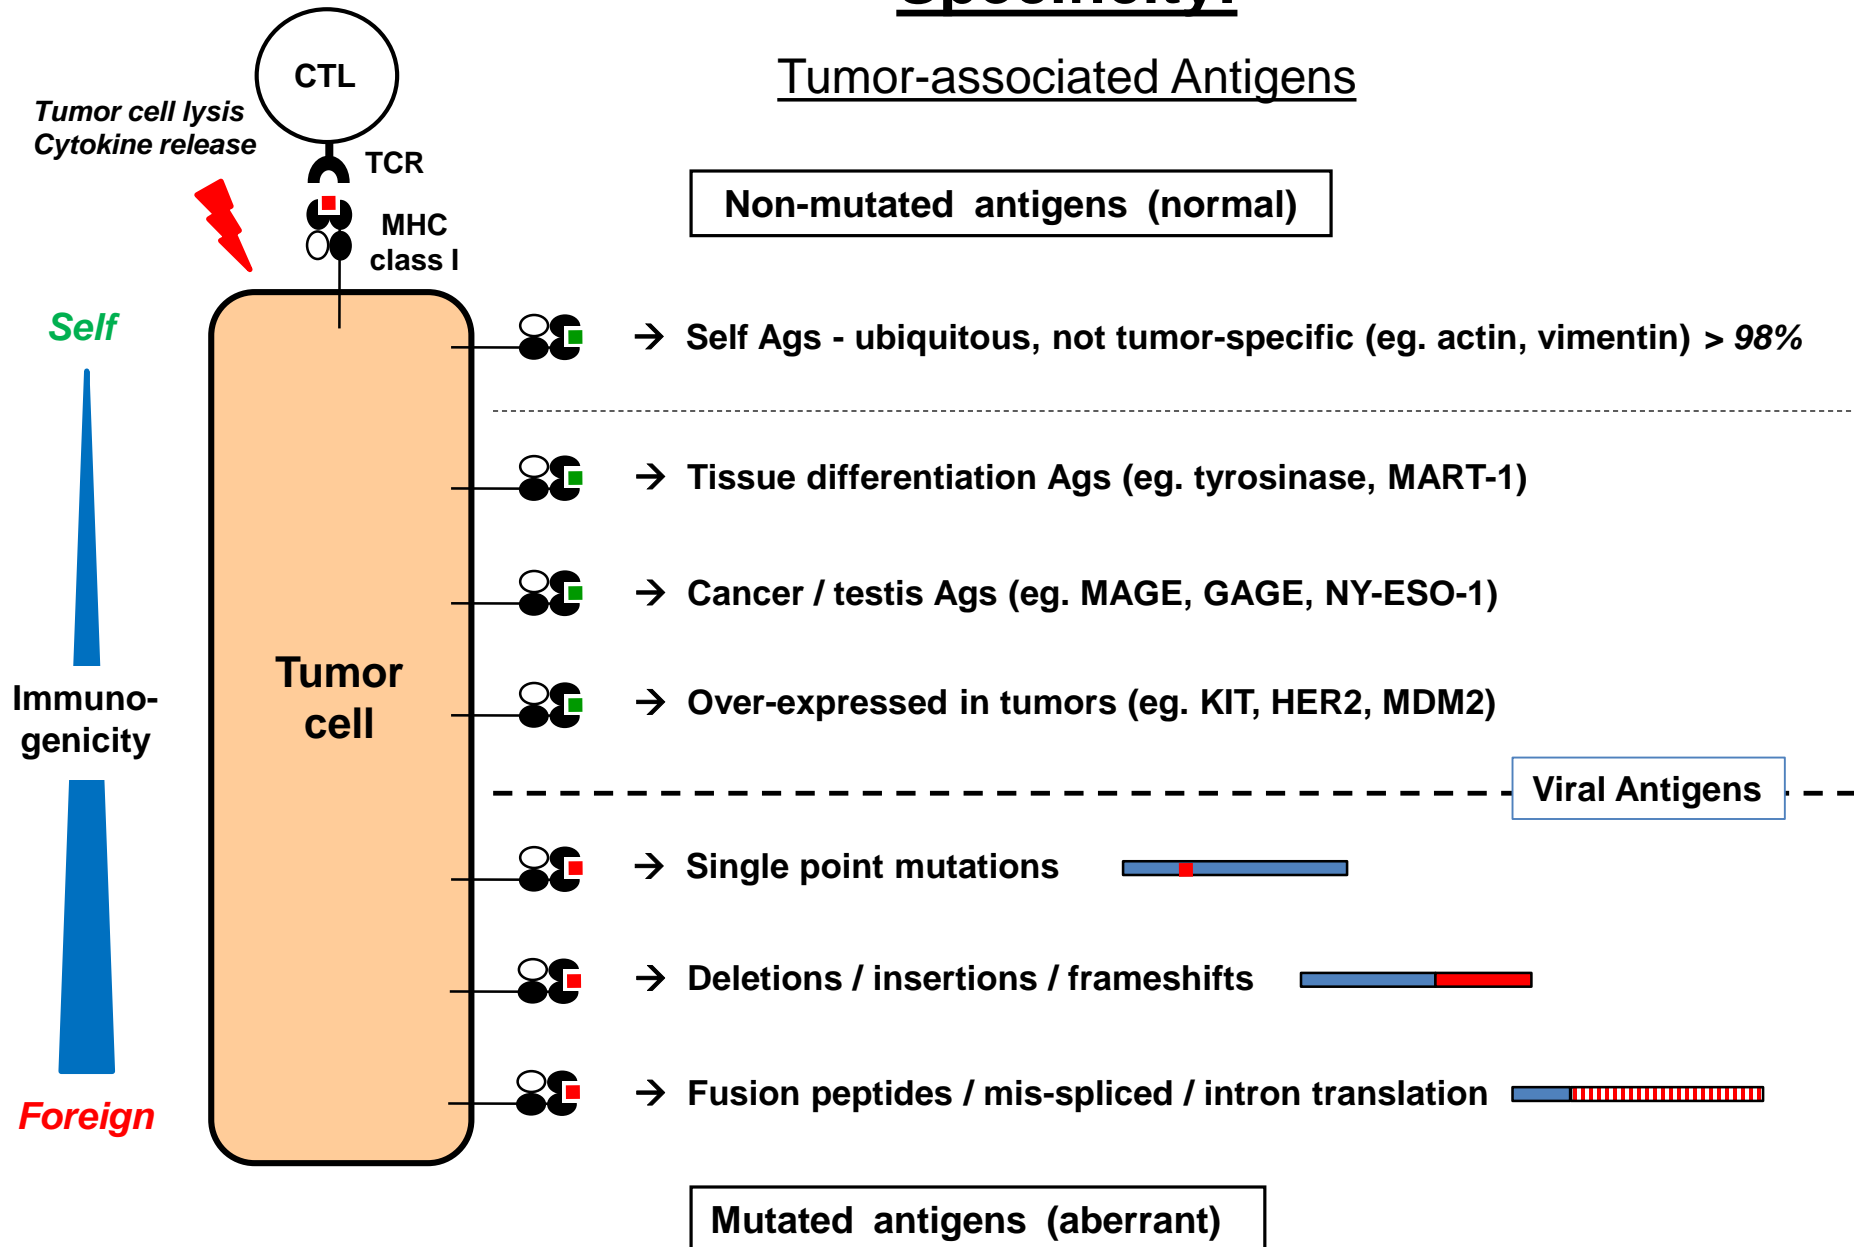 Specificity:
Tumor-associated Antigens
CTL
Tumor cell lysis
Cytokine release
TCR
MHC
class I
Non-mutated antigens (normal)
Self
→ Self Ags - ubiquitous, not tumor-specific (eg. actin, vimentin) > 98%
→ Tissue differentiation Ags (eg. tyrosinase, MART-1)
→ Cancer / testis Ags (eg. MAGE, GAGE, NY-ESO-1)
Tumor
cell
Immuno-
genicity
→ Over-expressed in tumors (eg. KIT, HER2, MDM2)
Viral Antigens
→ Single point mutations
→ Deletions / insertions / frameshifts
→ Fusion peptides / mis-spliced / intron translation
Foreign
Mutated antigens (aberrant)